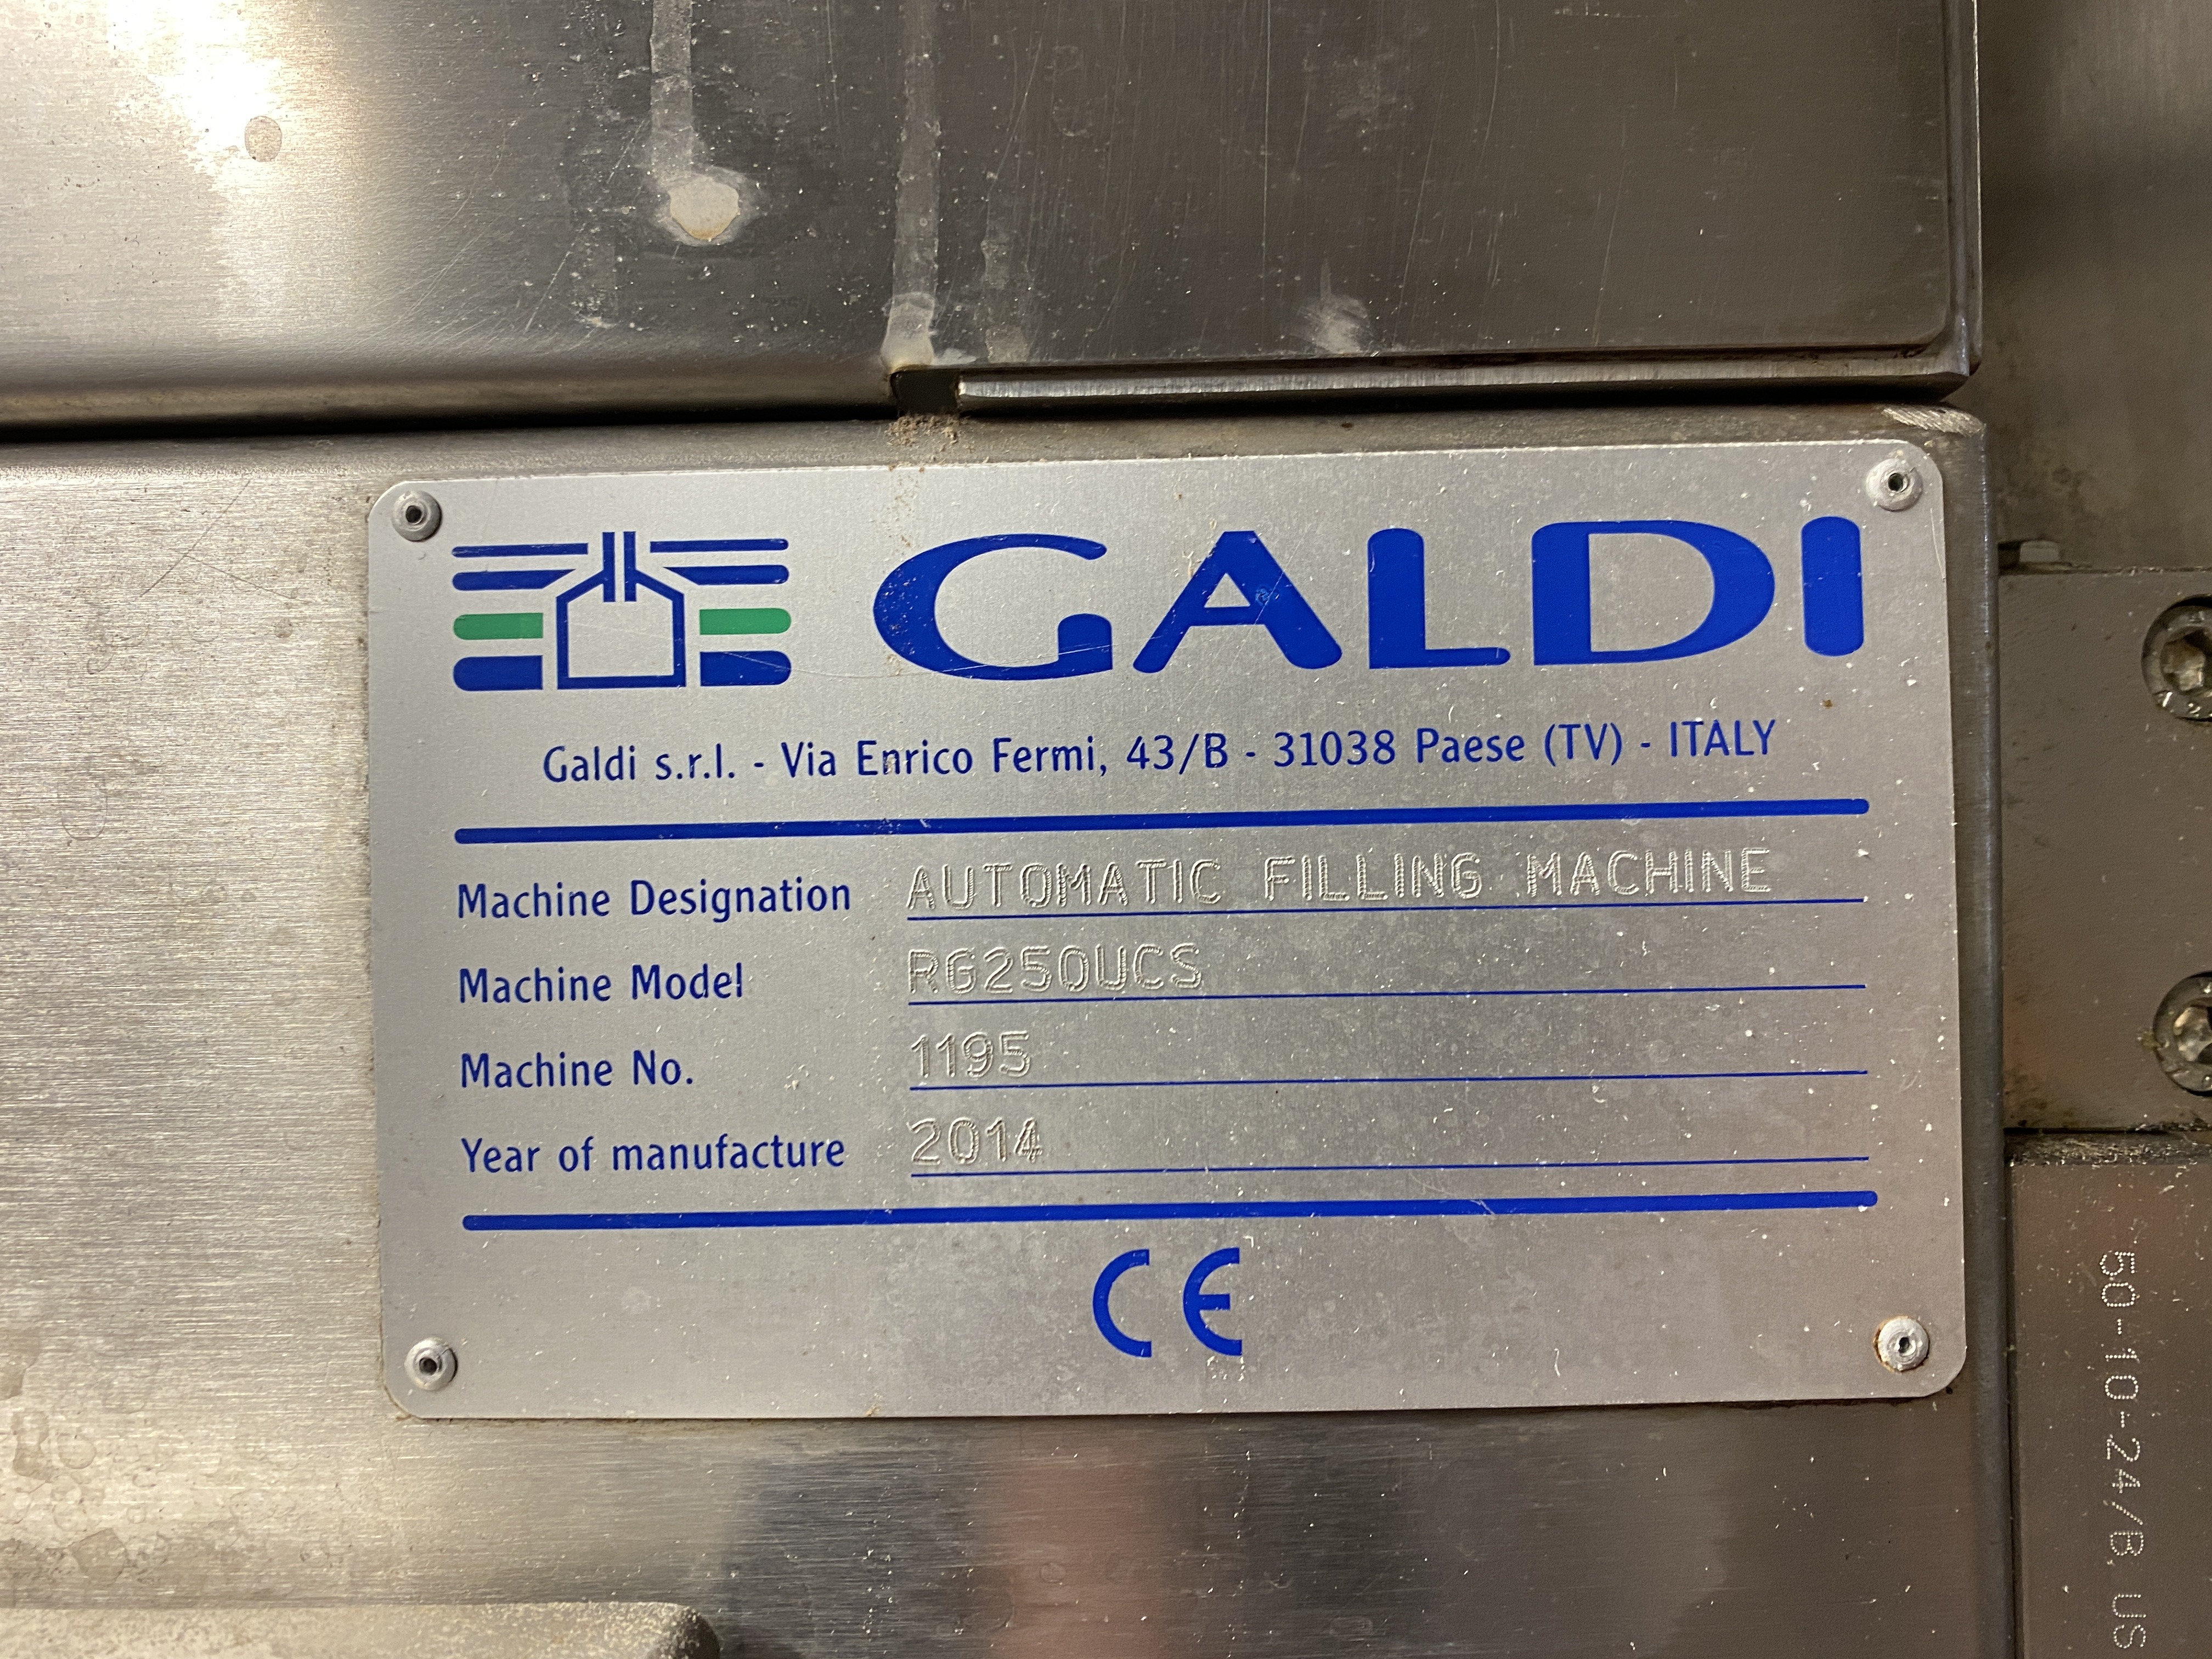 GALDI
Galdi s.r.l. - Via Enrico Fermi, 43/B - 31038 Paese (TV) - ITALY
Machine Designation AUTOMATIC FILLING MACHINE
Machine Model RG250UCS
Machine No. 1195
Year of manufacture 2014
CE
50-10-24/B US